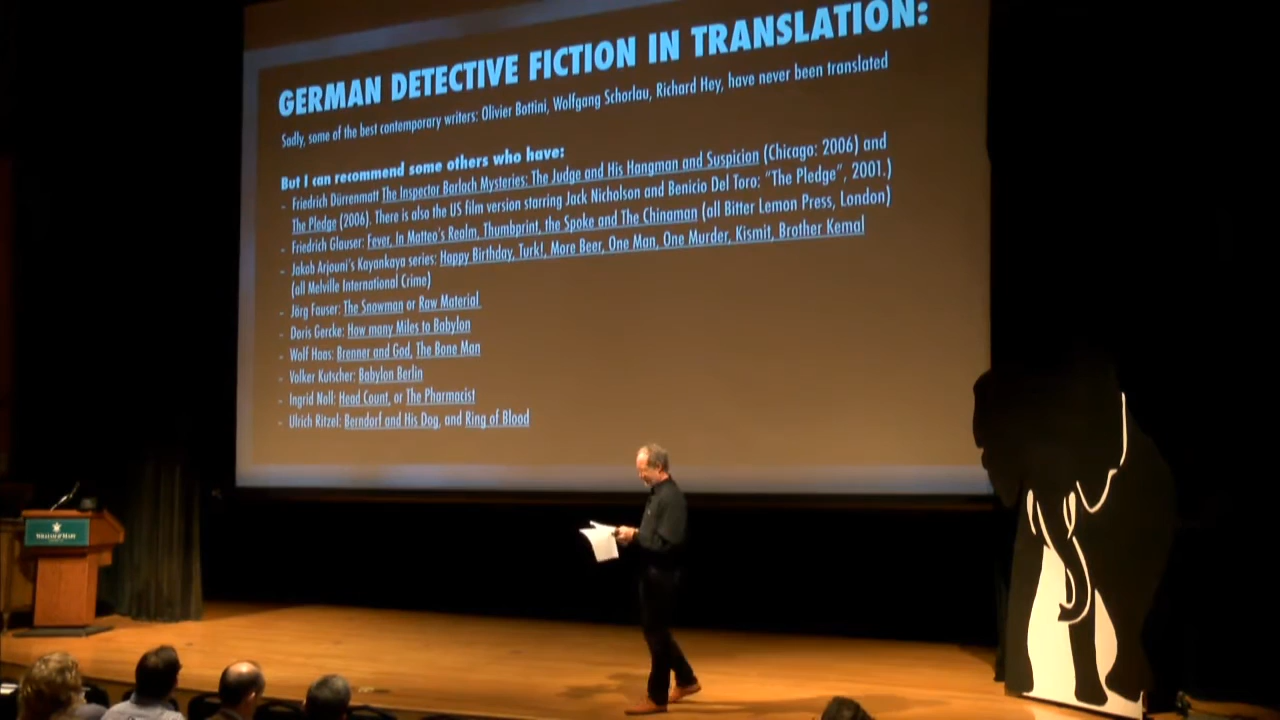 GERMAN DETECTIVE FICTION IN TRANSLATION:
Sadly, some of the best contemporary writers: Olivier Bottini, Wolfgang Schorlau, Richard Hey, have never been translated
But I can recommend some others who have:
- Friedrich Dürrenmatt The Inspector Barlach Mysteries: The Judge and His Hangman and Suspicion (Chicago: 2006) and
The Pledge (2006). There is also the US film version starring Jack Nicholson and Benicio Del Toro: "The Pledge", 2001.)
- Friedrich Glauser: Fever, In Matteo's Realm, Thumbprint, the Spoke and The Chinaman (all Bitter Lemon Press, London)
- Jakob Arjouni's Kayankaya series: Happy Birthday, Turk!, More Beer, One Man, One Murder, Kismit, Brother Kemal
(all Melville International Crime)
- Jörg Fauser: The Snowman or Raw Material
- Doris Gercke: How many Miles to Babylon
- Wolf Haas: Brenner and God, The Bone Man
- Volker Kutscher: Babylon Berlin
- Ingrid Noll: Head Count, or The Pharmacist
- Ulrich Ritzel: Berndorf and His Dog, and Ring of Blood
WILLIAM & MARY